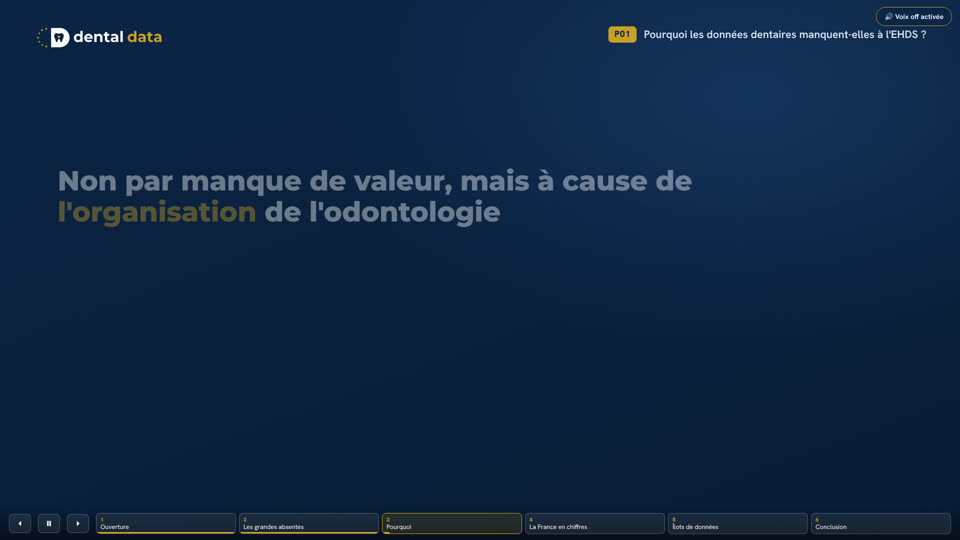 Voix off activée
dental data
P01 Pourquoi les données dentaires manquent-elles à l'EHDS ?
Non par manque de valeur, mais à cause de
l'organisation de l'odontologie
1
Ouverture
2
Les grandes absentes
3
Pourquoi
4
La France en chiffres
5
Îlots de données
6
Conclusion